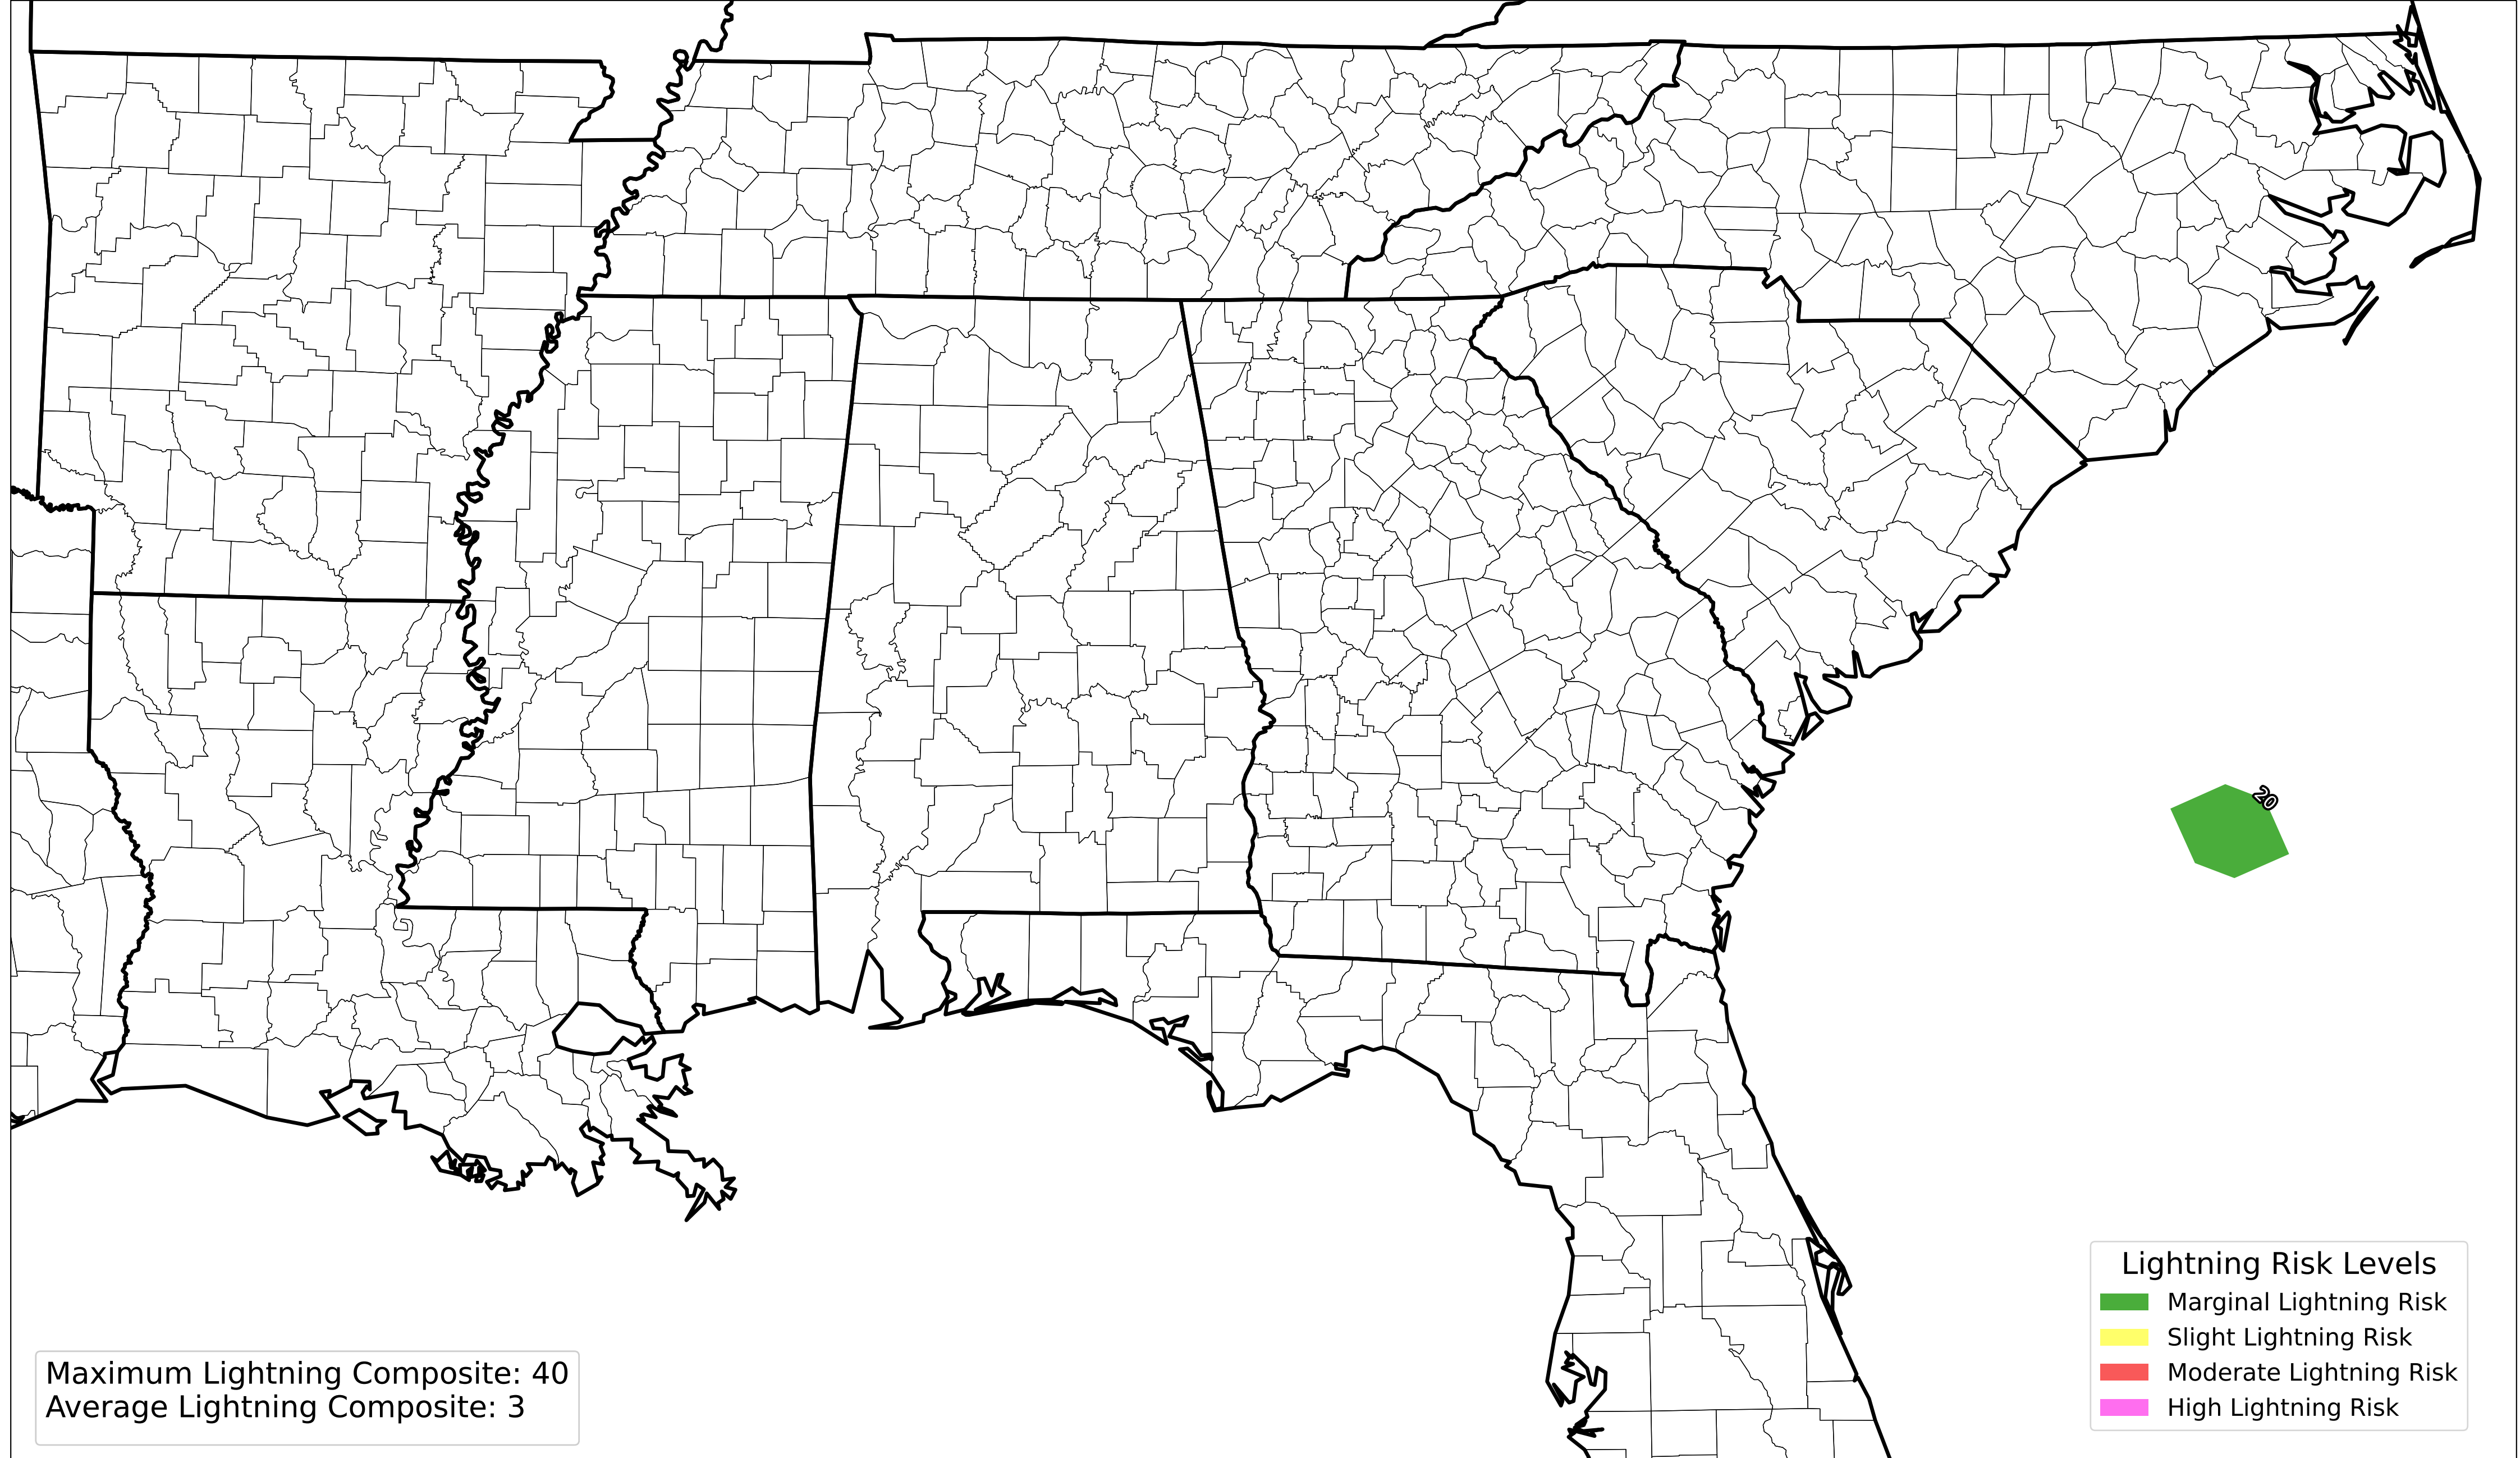 20
Lightning Risk Levels
Marginal Lightning Risk
Slight Lightning Risk
Moderate Lightning Risk
High Lightning Risk
Maximum Lightning Composite: 40
Average Lightning Composite: 3